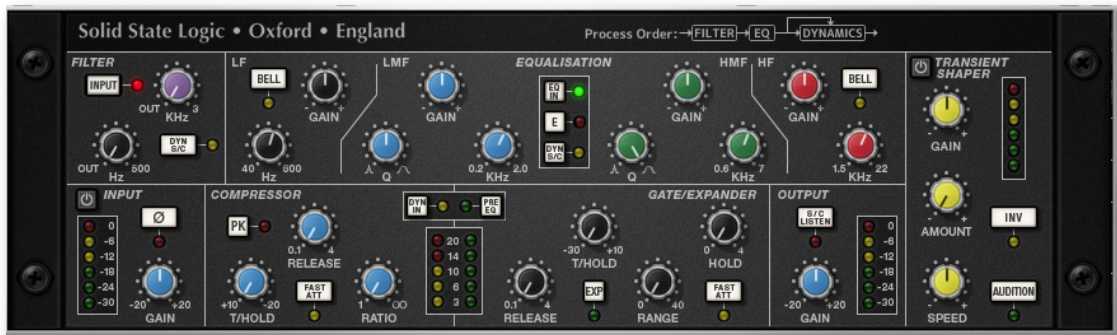 Solid State Logic • Oxford • England
Process Order: → FILTER → EQ → DYNAMICS →
FILTER
INPUT
OUT 3
KHz
OUT 500
Hz
DYN S/C
LF
BELL
GAIN
40 600
Hz
LMF
GAIN
Q
0.2 2.0
KHz
EQUALISATION
EQ IN
E
DYN S/C
HMF
GAIN
Q
0.6 7
KHz
HF
GAIN
BELL
1.5 22
KHz
TRANSIENT
SHAPER
- +
GAIN
AMOUNT
INV
- +
SPEED
AUDITION
INPUT
Ø
0
-6
-12
-18
-24
-30
-20 +20
GAIN
COMPRESSOR
PK
0.1 4
RELEASE
+10 -20
T/HOLD
FAST ATT
1 ∞
RATIO
DYN IN
PRE EQ
20
14
10
6
3
GATE/EXPANDER
-30 +10
T/HOLD
0 4
HOLD
0.1 4
RELEASE
EXP
0 40
RANGE
FAST ATT
OUTPUT
S/C LISTEN
0
-6
-12
-18
-24
-30
-20 +20
GAIN